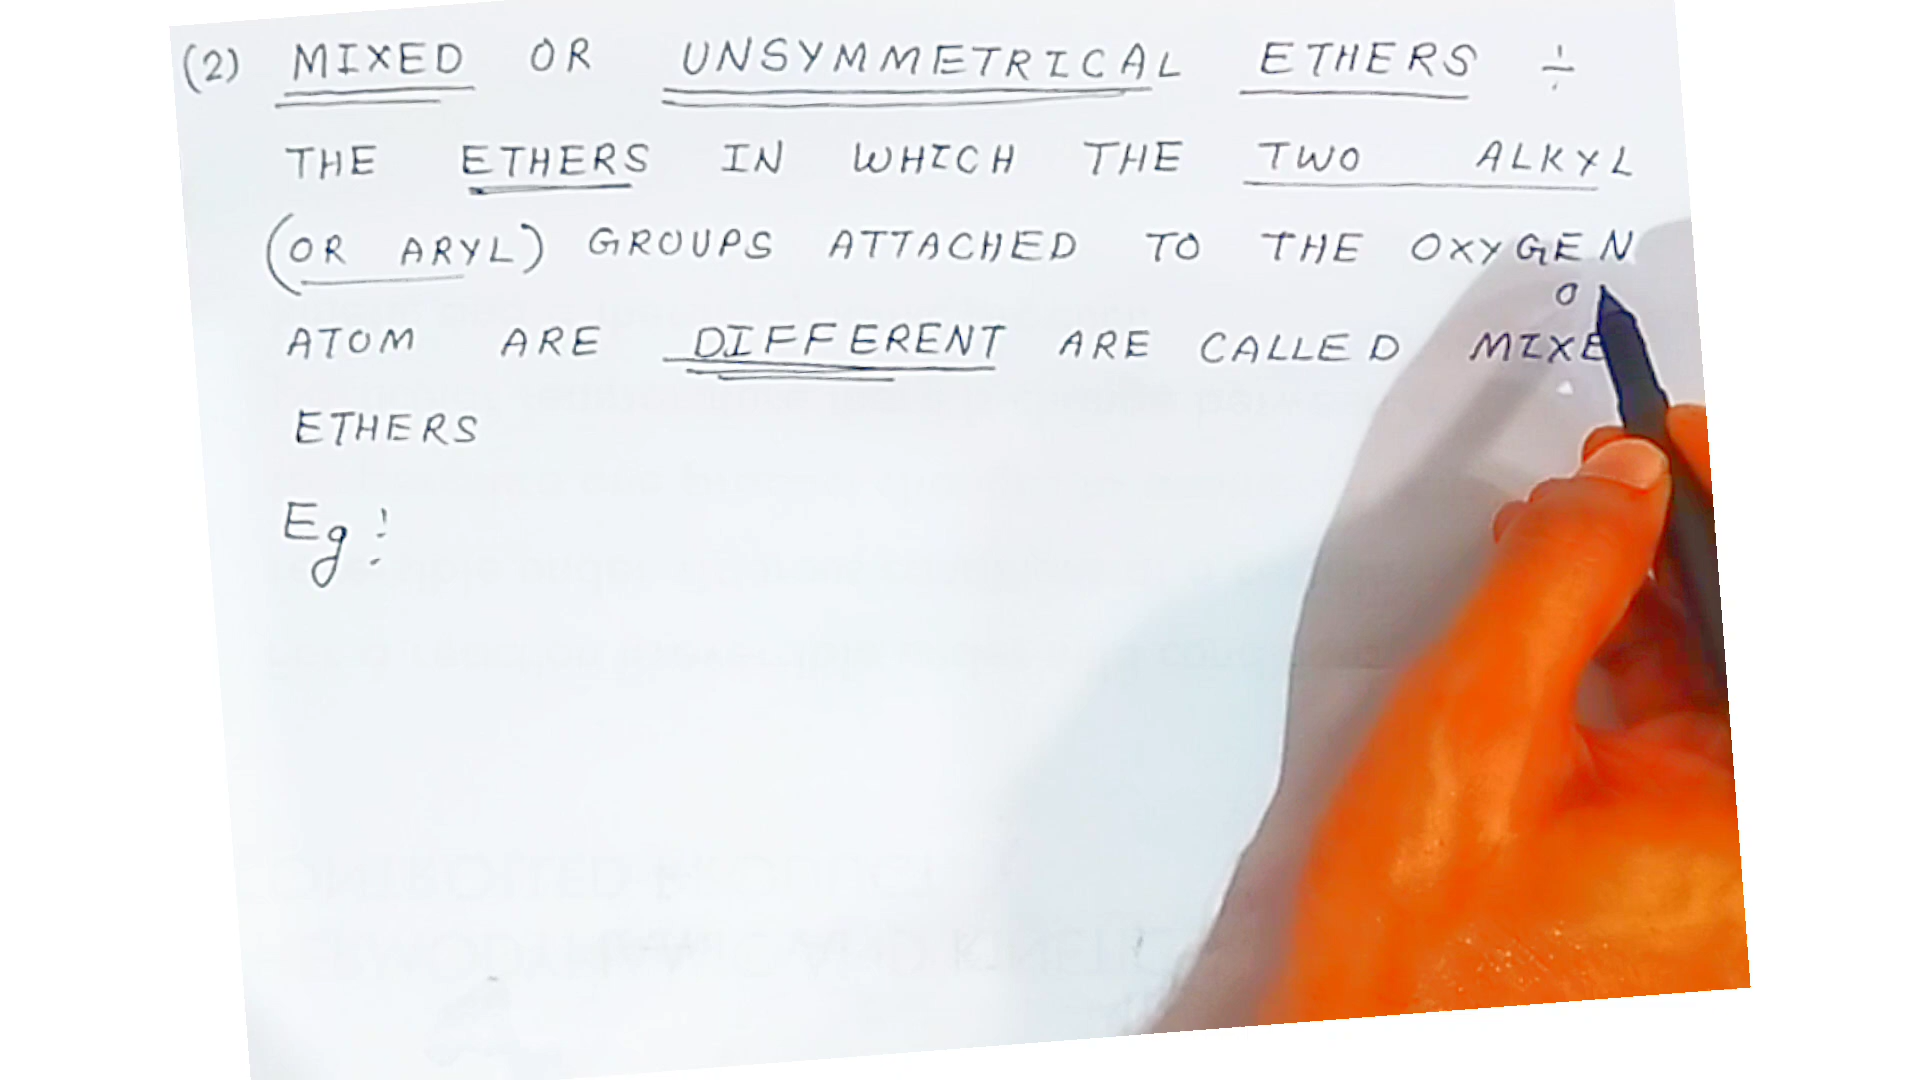 (2) MIXED OR UNSYMMETRICAL ETHERS ÷
THE ETHERS IN WHICH THE TWO ALKYL
(OR ARYL) GROUPS ATTACHED TO THE OXYGEN
O
ATOM ARE DIFFERENT ARE CALLED MIXE
ETHERS
Eg :